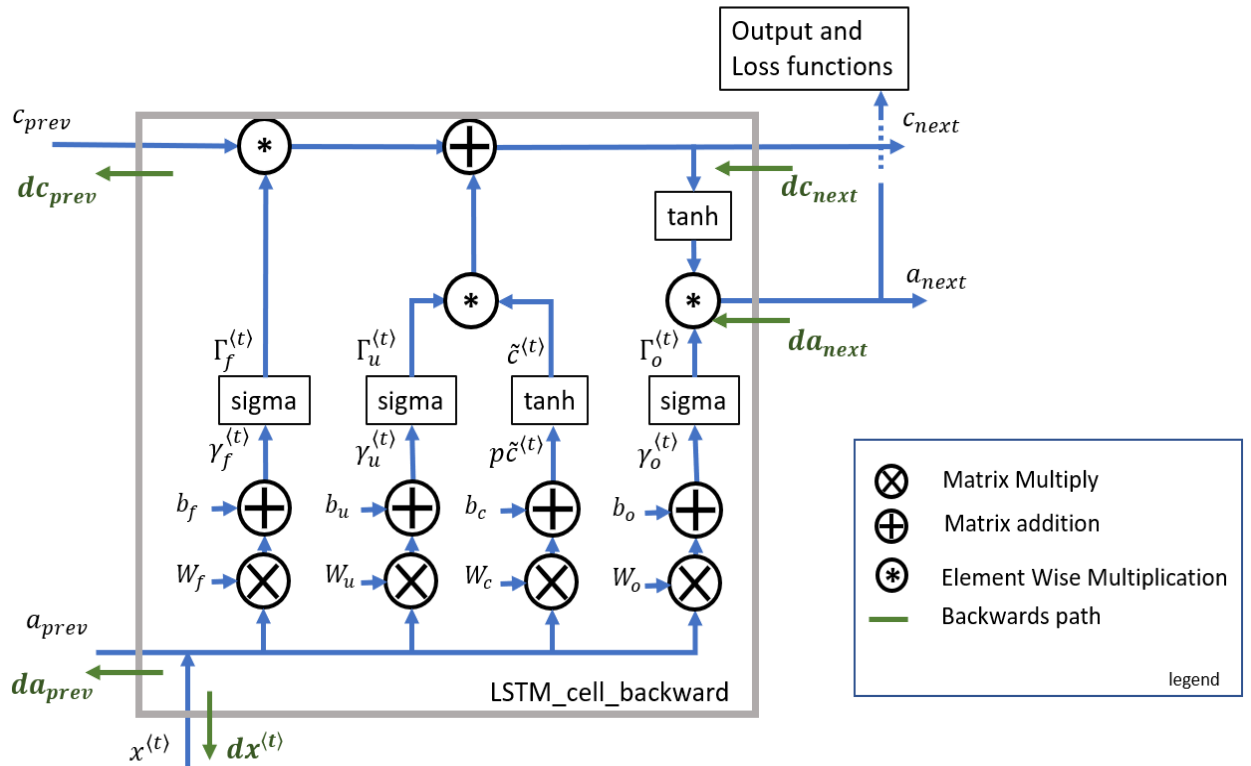 Output and
Loss functions
c_prev
c_next
dc_prev
dc_next
tanh
a_next
da_next
Γ_f^⟨t⟩
Γ_u^⟨t⟩
c̃^⟨t⟩
Γ_o^⟨t⟩
sigma
sigma
tanh
sigma
γ_f^⟨t⟩
γ_u^⟨t⟩
pc̃^⟨t⟩
γ_o^⟨t⟩
b_f
b_u
b_c
b_o
W_f
W_u
W_c
W_o
a_prev
da_prev
LSTM_cell_backward
x^⟨t⟩
dx^⟨t⟩
Matrix Multiply
Matrix addition
Element Wise Multiplication
Backwards path
legend